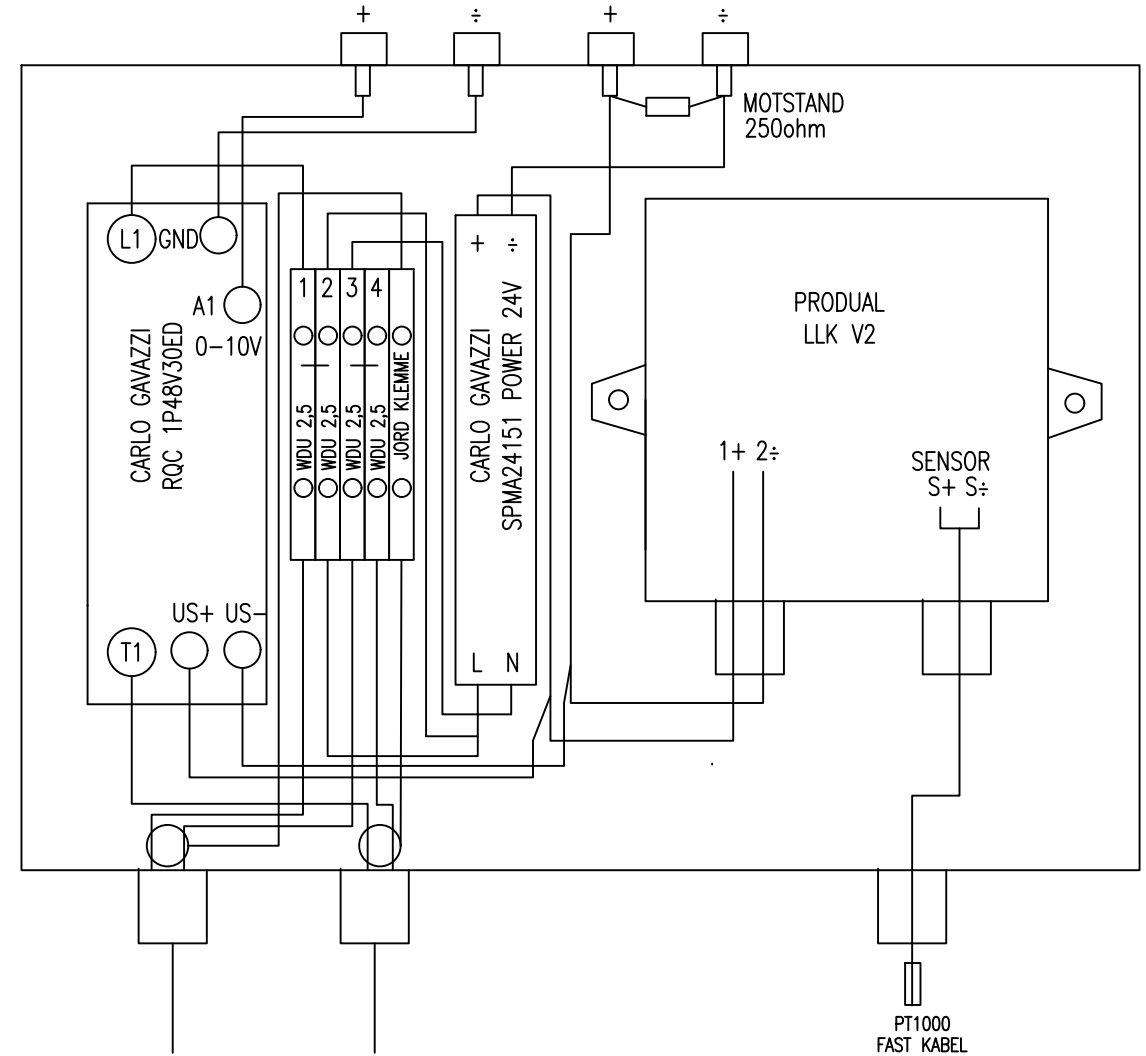 + ÷ + ÷
MOTSTAND
250ohm
L1 GND
A1
0-10V
CARLO GAVAZZI
RQC 1P48V30ED
US+ US-
T1
1 2 3 4
WDU 2,5
WDU 2,5
WDU 2,5
WDU 2,5
JORD KLEMME
+ ÷
CARLO GAVAZZI
SPMA24151 POWER 24V
L N
PRODUAL
LLK V2
1+ 2÷
SENSOR
S+ S÷
PT1000
FAST KABEL